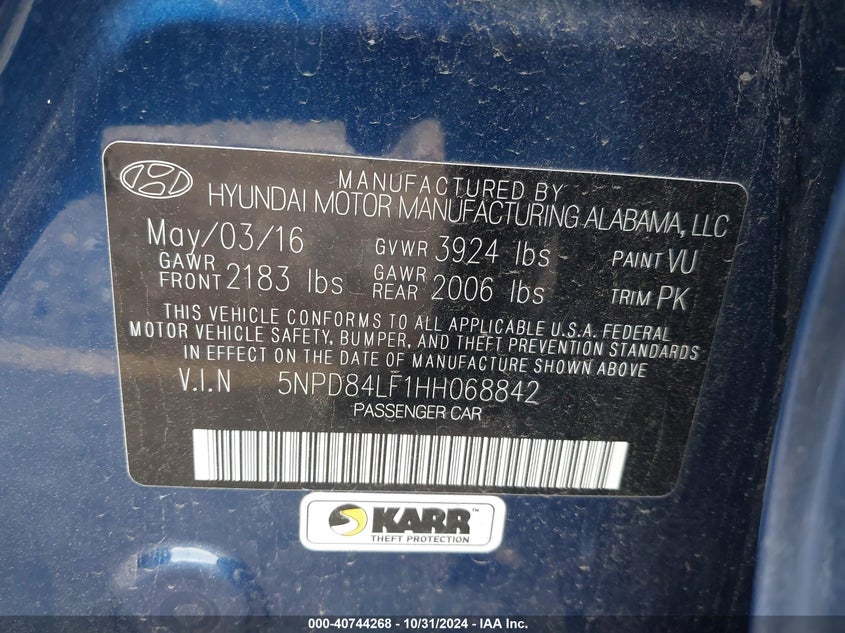 MANUFACTURED BY
HYUNDAI MOTOR MANUFACTURING ALABAMA, LLC
May/03/16 GVWR 3924 lbs PAINT VU
GAWR FRONT 2183 lbs GAWR REAR 2006 lbs TRIM PK
THIS VEHICLE CONFORMS TO ALL APPLICABLE U.S.A. FEDERAL
MOTOR VEHICLE SAFETY, BUMPER, AND THEFT PREVENTION STANDARDS
IN EFFECT ON THE DATE OF MANUFACTURE SHOWN ABOVE
V.I.N 5NPD84LF1HH068842
PASSENGER CAR
KARR
THEFT PROTECTION
000-40744268 - 10/31/2024 - IAA Inc.